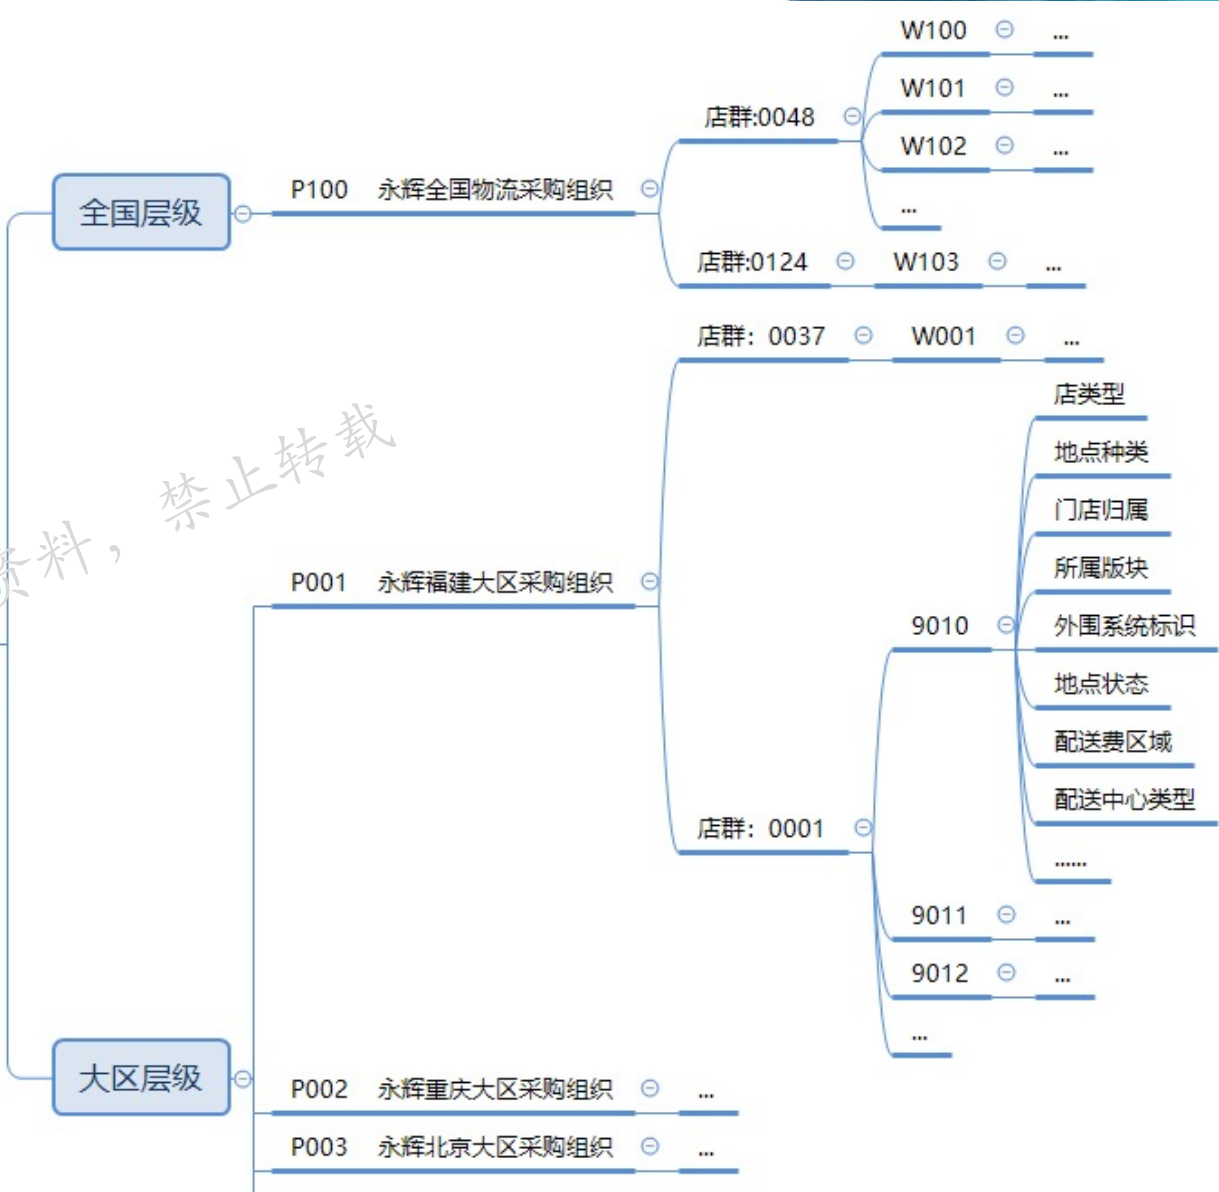 W100 ...
W101 ...
店群:0048
W102 ...
P100 永辉全国物流采购组织
全国层级
...
店群:0124 W103 ...
店群：0037 W001 ...
店类型
地点种类
门店归属
所属版块
P001 永辉福建大区采购组织
9010 外围系统标识
地点状态
配送费区域
配送中心类型
店群：0001
......
9011 ...
9012 ...
...
大区层级
P002 永辉重庆大区采购组织 ...
P003 永辉北京大区采购组织 ...
资料，禁止转载